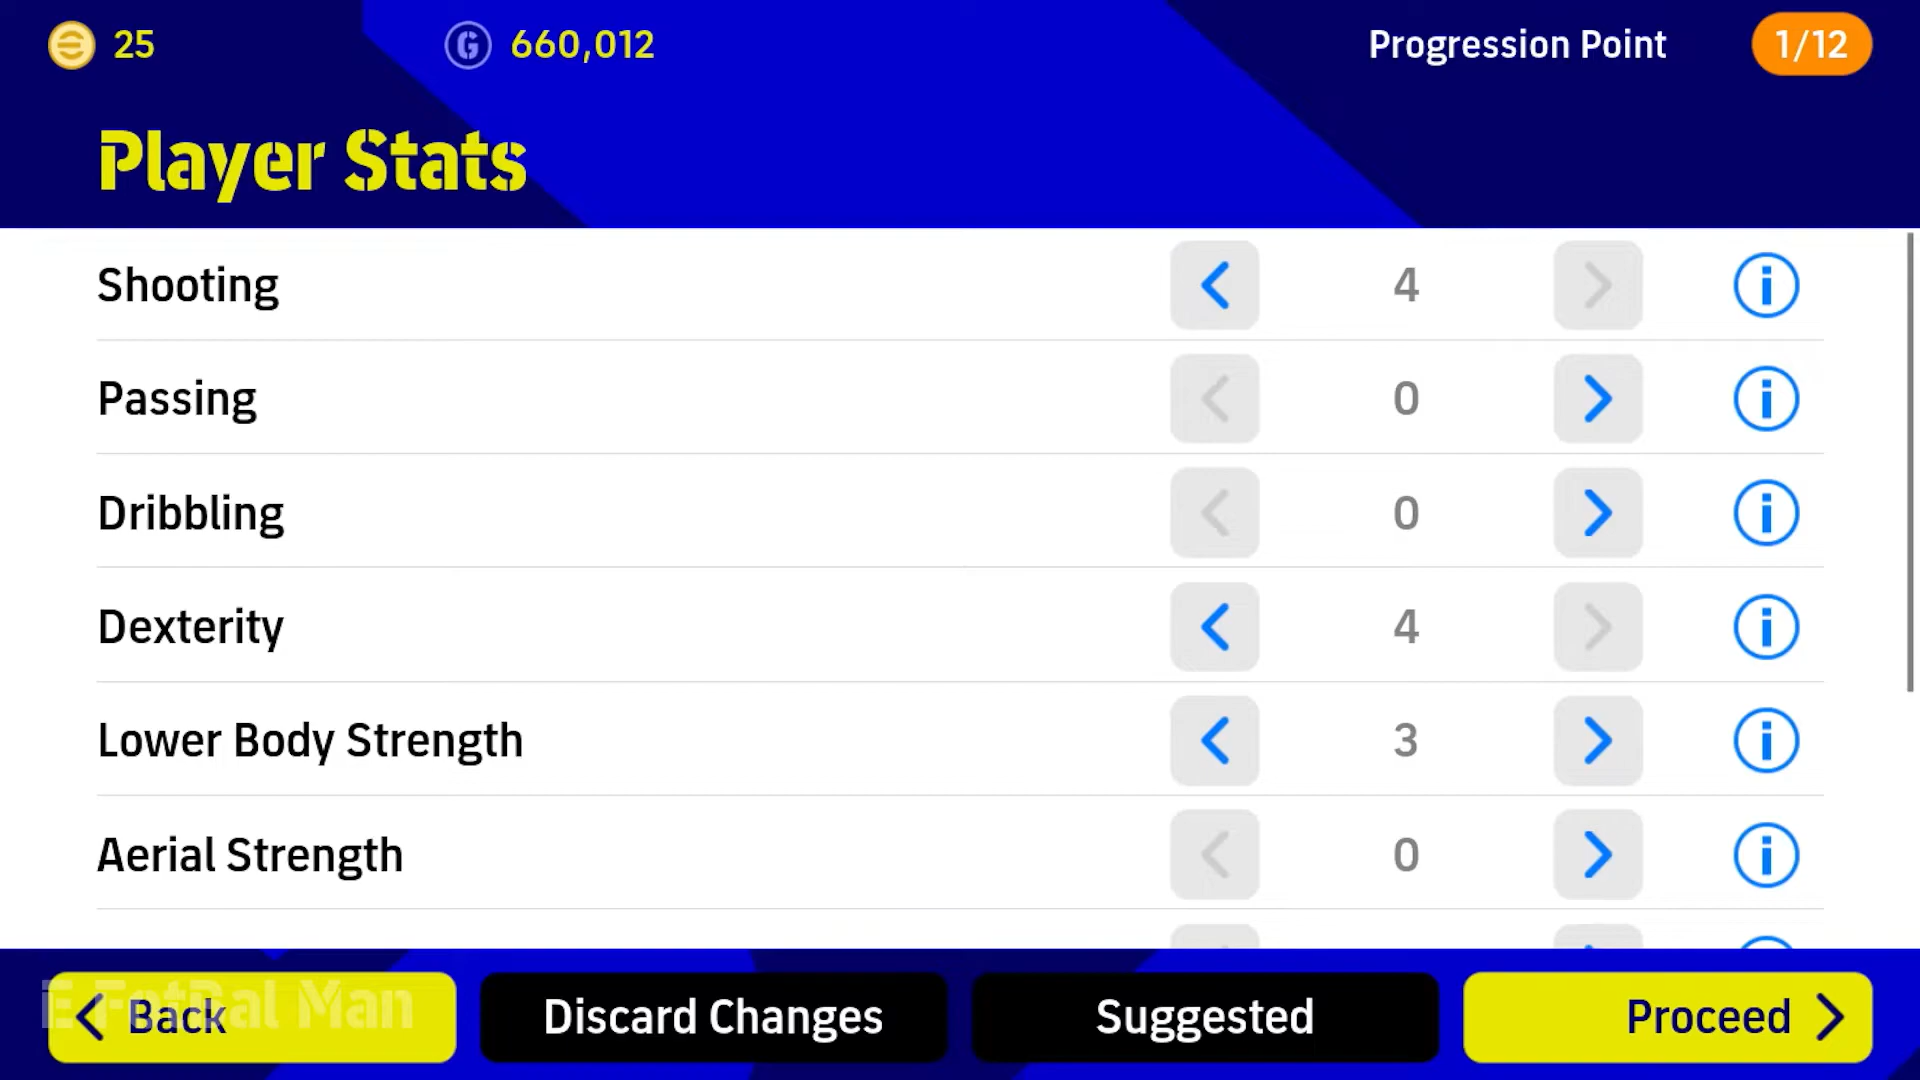 25
660,012
Progression Point
1/12
Player Stats
Shooting
4
Passing
0
Dribbling
0
Dexterity
4
Lower Body Strength
3
Aerial Strength
0
Back
Discard Changes
Suggested
Proceed